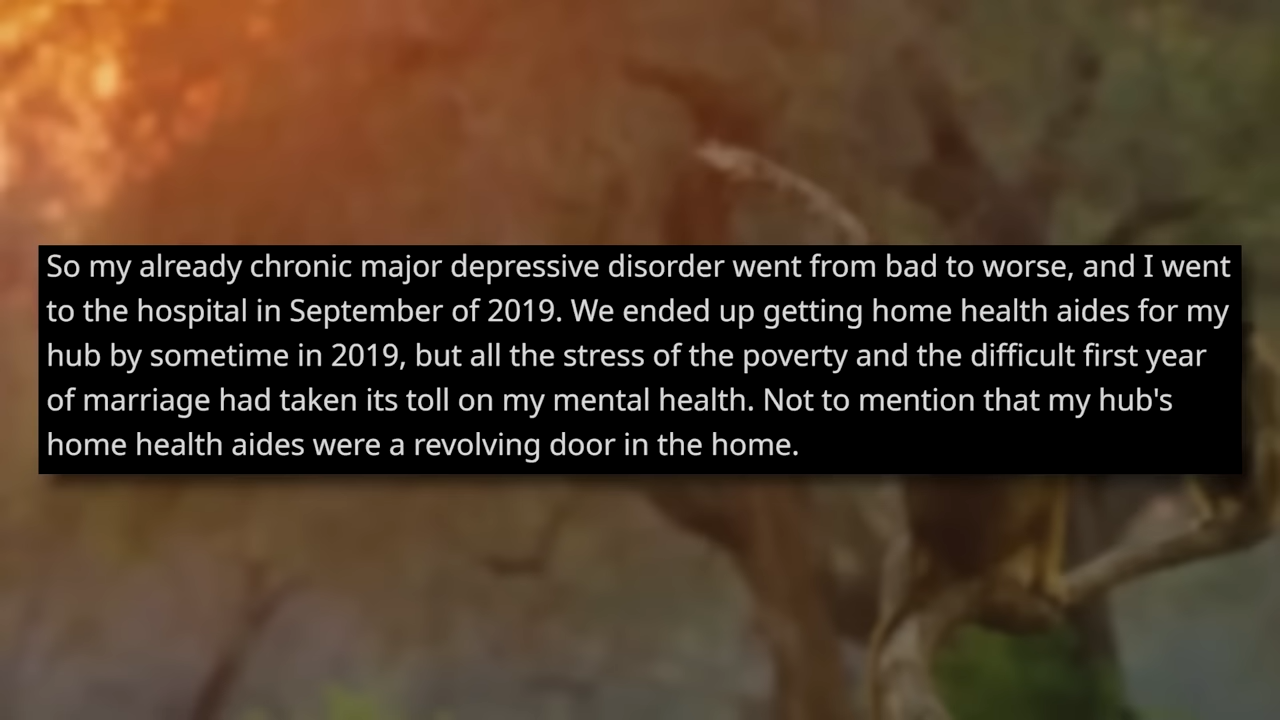 So my already chronic major depressive disorder went from bad to worse, and I went
to the hospital in September of 2019. We ended up getting home health aides for my
hub by sometime in 2019, but all the stress of the poverty and the difficult first year
of marriage had taken its toll on my mental health. Not to mention that my hub's
home health aides were a revolving door in the home.